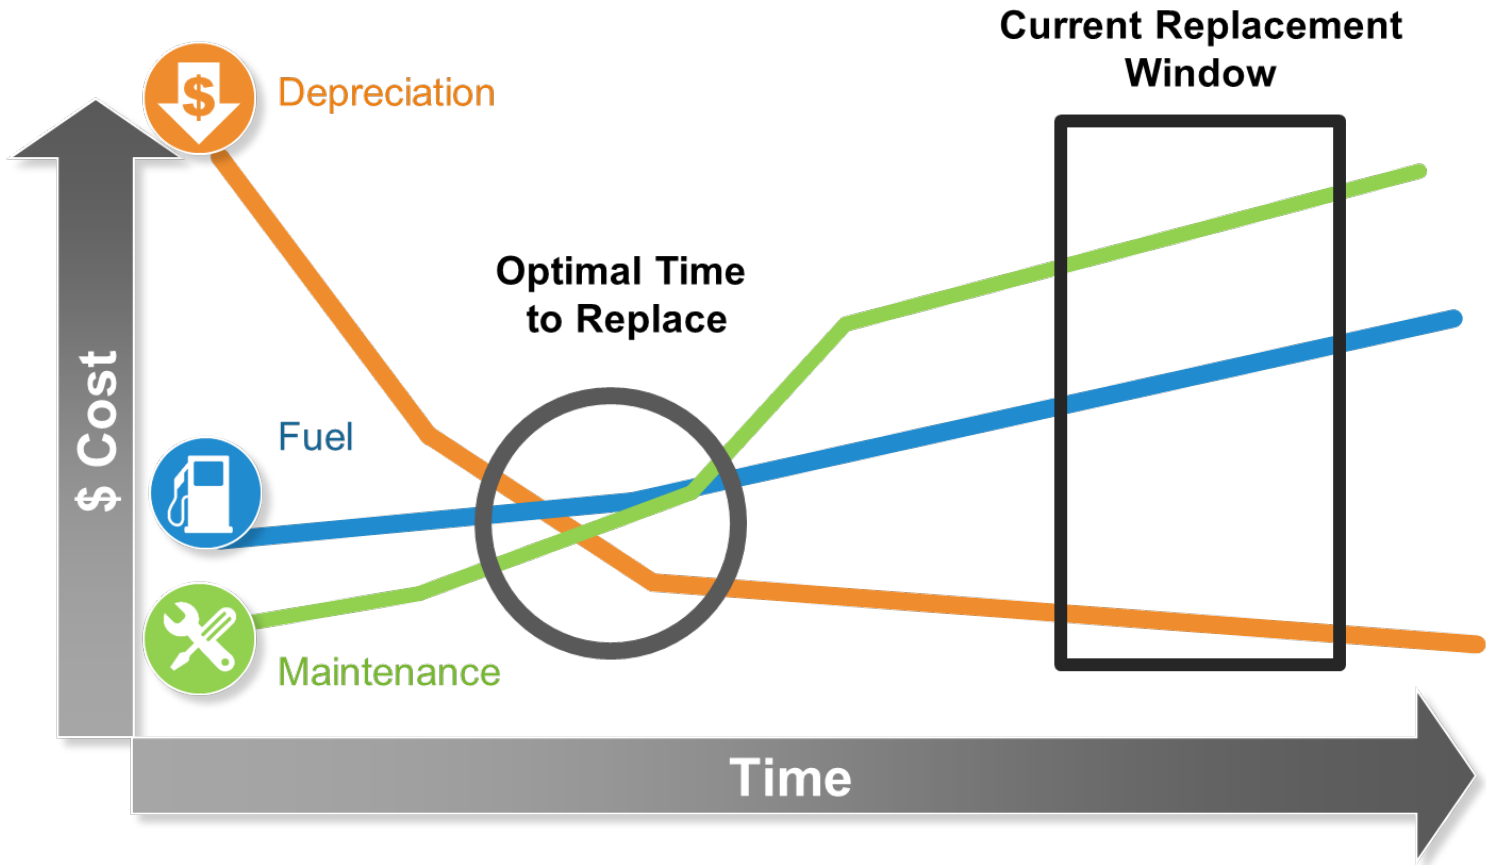 Current Replacement
Window
$
Depreciation
Optimal Time
to Replace
$ Cost
Fuel
Maintenance
Time